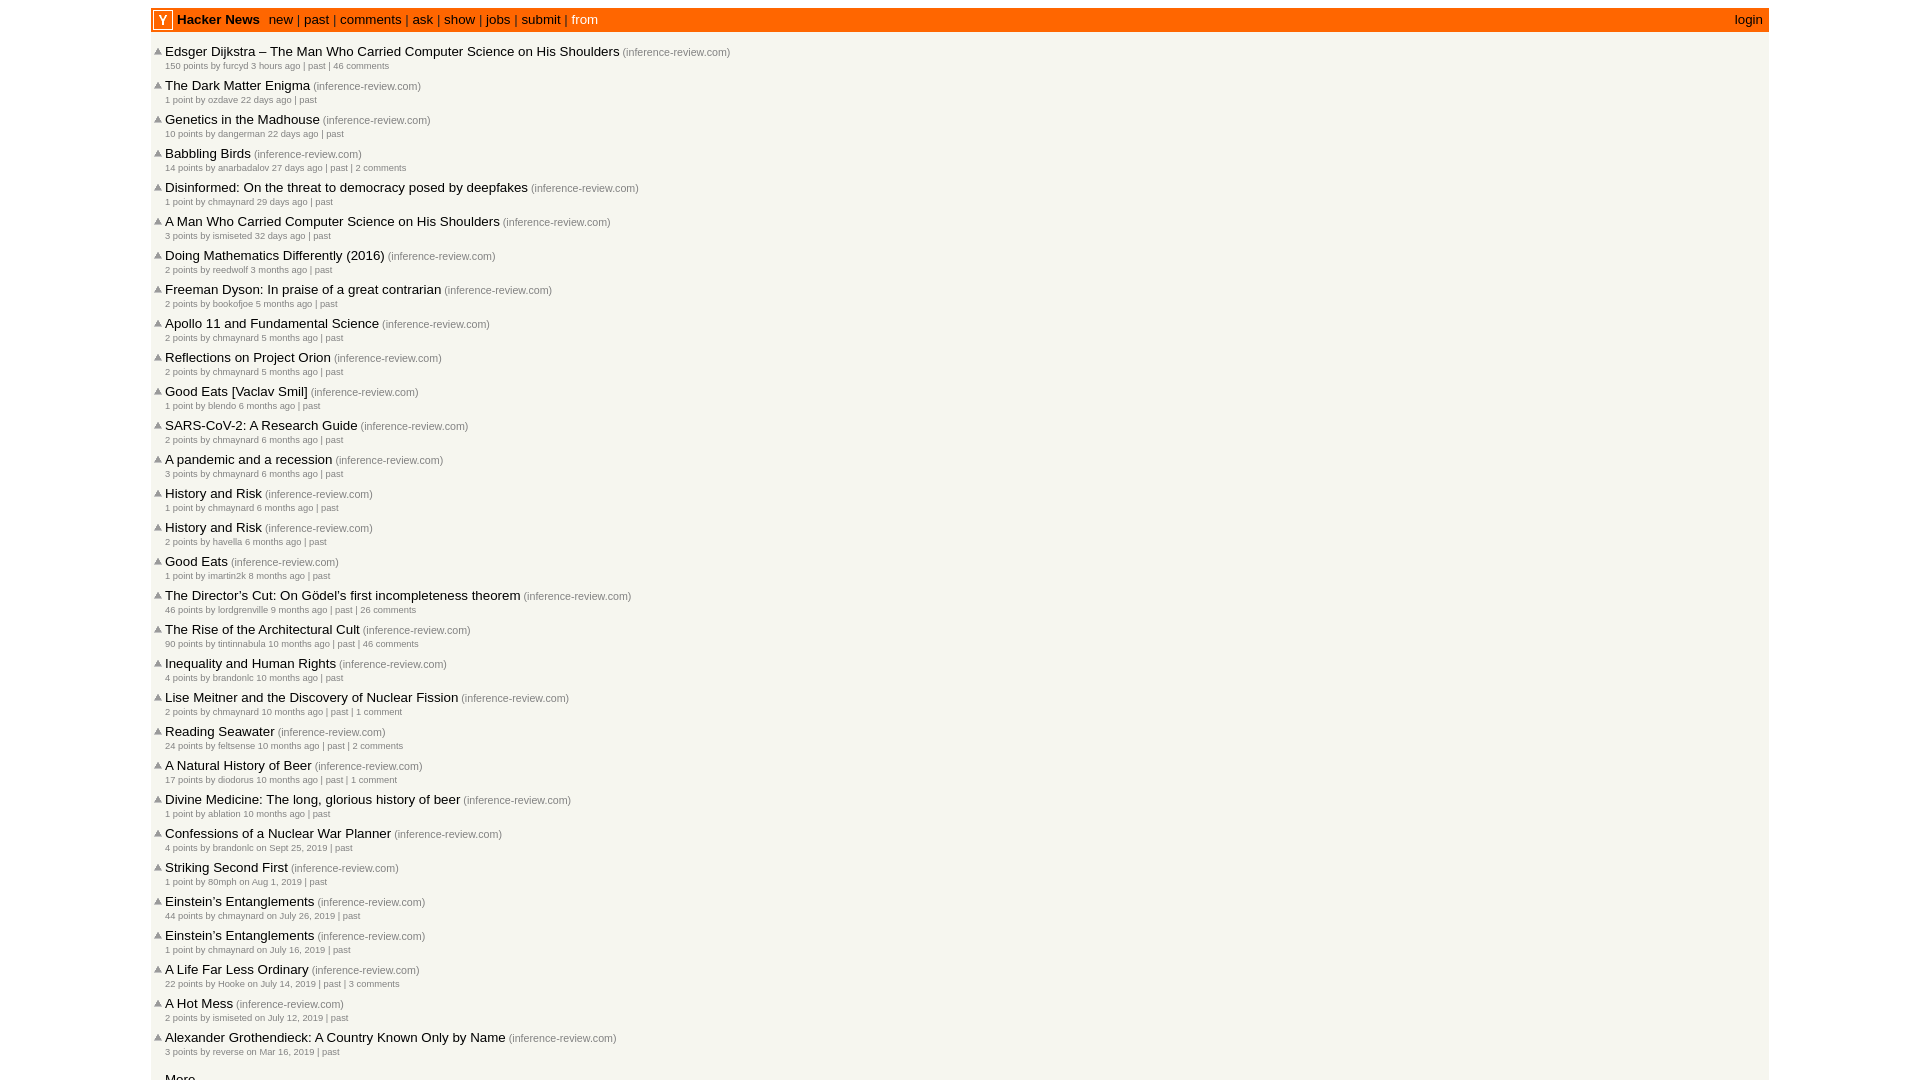 Y Hacker News new | past | comments | ask | show | jobs | submit | from login
Edsger Dijkstra – The Man Who Carried Computer Science on His Shoulders (inference-review.com)
150 points by furcyd 3 hours ago | past | 46 comments
The Dark Matter Enigma (inference-review.com)
1 point by ozdave 22 days ago | past
Genetics in the Madhouse (inference-review.com)
10 points by dangerman 22 days ago | past
Babbling Birds (inference-review.com)
14 points by anarbadalov 27 days ago | past | 2 comments
Disinformed: On the threat to democracy posed by deepfakes (inference-review.com)
1 point by chmaynard 29 days ago | past
A Man Who Carried Computer Science on His Shoulders (inference-review.com)
3 points by ismiseted 32 days ago | past
Doing Mathematics Differently (2016) (inference-review.com)
2 points by reedwolf 3 months ago | past
Freeman Dyson: In praise of a great contrarian (inference-review.com)
2 points by bookofjoe 5 months ago | past
Apollo 11 and Fundamental Science (inference-review.com)
2 points by chmaynard 5 months ago | past
Reflections on Project Orion (inference-review.com)
2 points by chmaynard 5 months ago | past
Good Eats [Vaclav Smil] (inference-review.com)
1 point by blendo 6 months ago | past
SARS-CoV-2: A Research Guide (inference-review.com)
2 points by chmaynard 6 months ago | past
A pandemic and a recession (inference-review.com)
3 points by chmaynard 6 months ago | past
History and Risk (inference-review.com)
1 point by chmaynard 6 months ago | past
History and Risk (inference-review.com)
2 points by havella 6 months ago | past
Good Eats (inference-review.com)
1 point by imartin2k 8 months ago | past
The Director’s Cut: On Gödel’s first incompleteness theorem (inference-review.com)
46 points by lordgrenville 9 months ago | past | 26 comments
The Rise of the Architectural Cult (inference-review.com)
90 points by tintinnabula 10 months ago | past | 46 comments
Inequality and Human Rights (inference-review.com)
4 points by brandonlc 10 months ago | past
Lise Meitner and the Discovery of Nuclear Fission (inference-review.com)
2 points by chmaynard 10 months ago | past | 1 comment
Reading Seawater (inference-review.com)
24 points by feltsense 10 months ago | past | 2 comments
A Natural History of Beer (inference-review.com)
17 points by diodorus 10 months ago | past | 1 comment
Divine Medicine: The long, glorious history of beer (inference-review.com)
1 point by ablation 10 months ago | past
Confessions of a Nuclear War Planner (inference-review.com)
4 points by brandonlc on Sept 25, 2019 | past
Striking Second First (inference-review.com)
1 point by 80mph on Aug 1, 2019 | past
Einstein’s Entanglements (inference-review.com)
44 points by chmaynard on July 26, 2019 | past
Einstein’s Entanglements (inference-review.com)
1 point by chmaynard on July 16, 2019 | past
A Life Far Less Ordinary (inference-review.com)
22 points by Hooke on July 14, 2019 | past | 3 comments
A Hot Mess (inference-review.com)
2 points by ismiseted on July 12, 2019 | past
Alexander Grothendieck: A Country Known Only by Name (inference-review.com)
3 points by reverse on Mar 16, 2019 | past
More